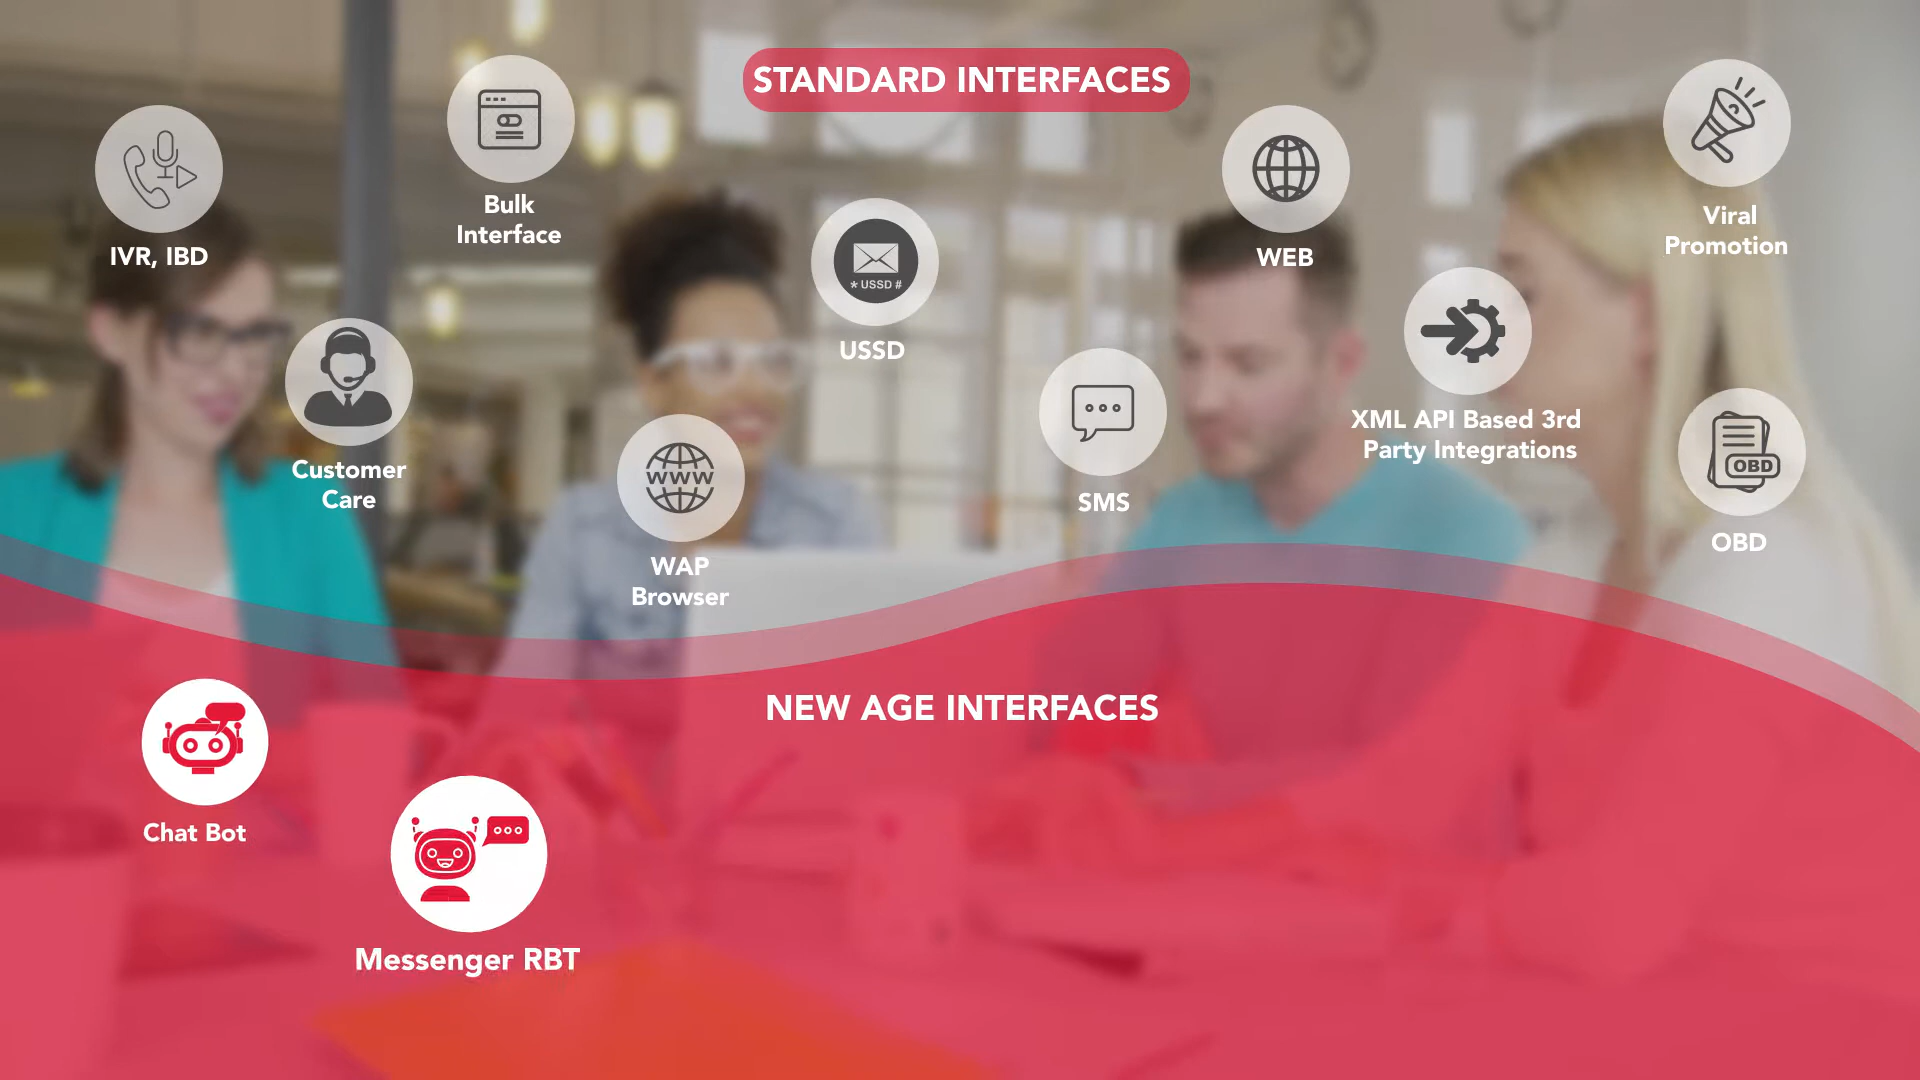 STANDARD INTERFACES
IVR, IBD
Bulk
Interface
* USSD #
USSD
WEB
Viral
Promotion
Customer
Care
WWW
WAP
Browser
SMS
XML API Based 3rd
Party Integrations
OBD
OBD
NEW AGE INTERFACES
Chat Bot
Messenger RBT